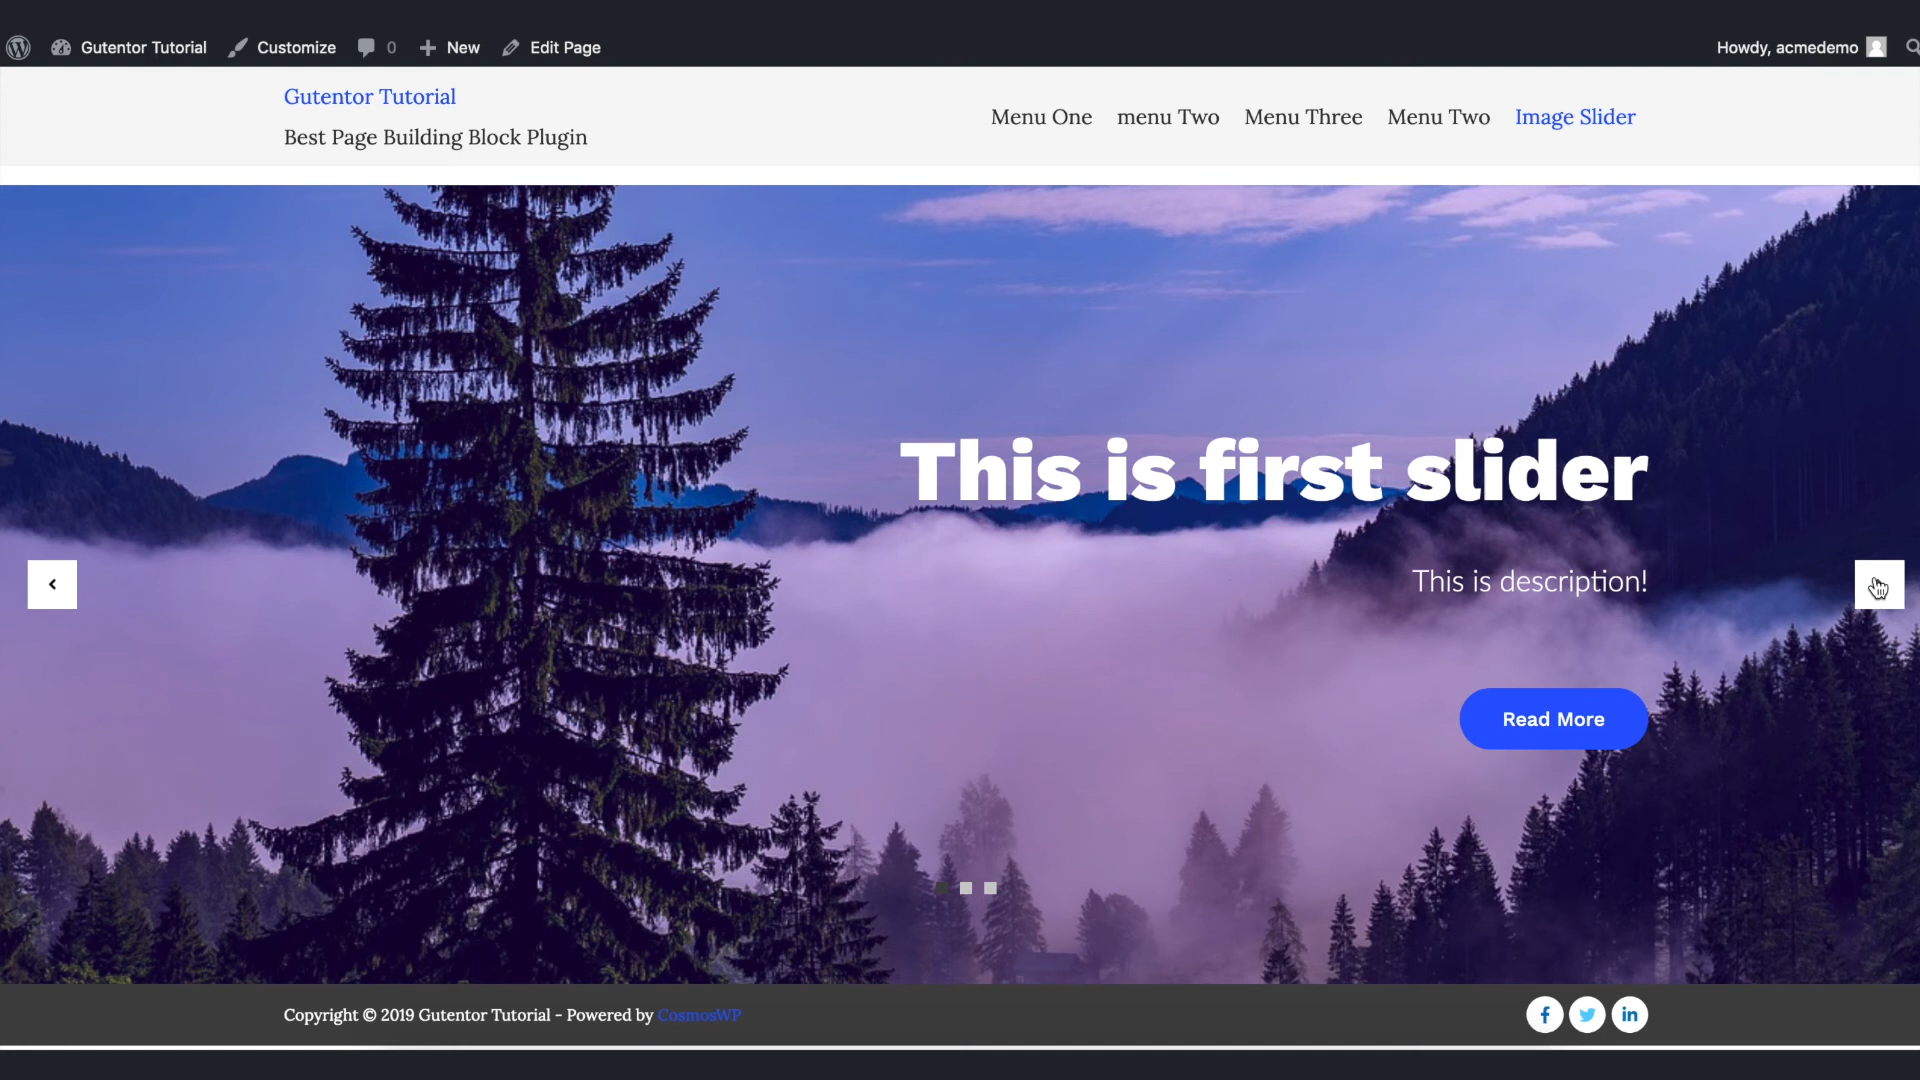 Gutentor Tutorial Customize 0 New Edit Page Howdy, acmedemo
Gutentor Tutorial
Best Page Building Block Plugin
Menu One menu Two Menu Three Menu Two Image Slider
This is first slider
This is description!
Read More
Copyright © 2019 Gutentor Tutorial - Powered by CosmosWP